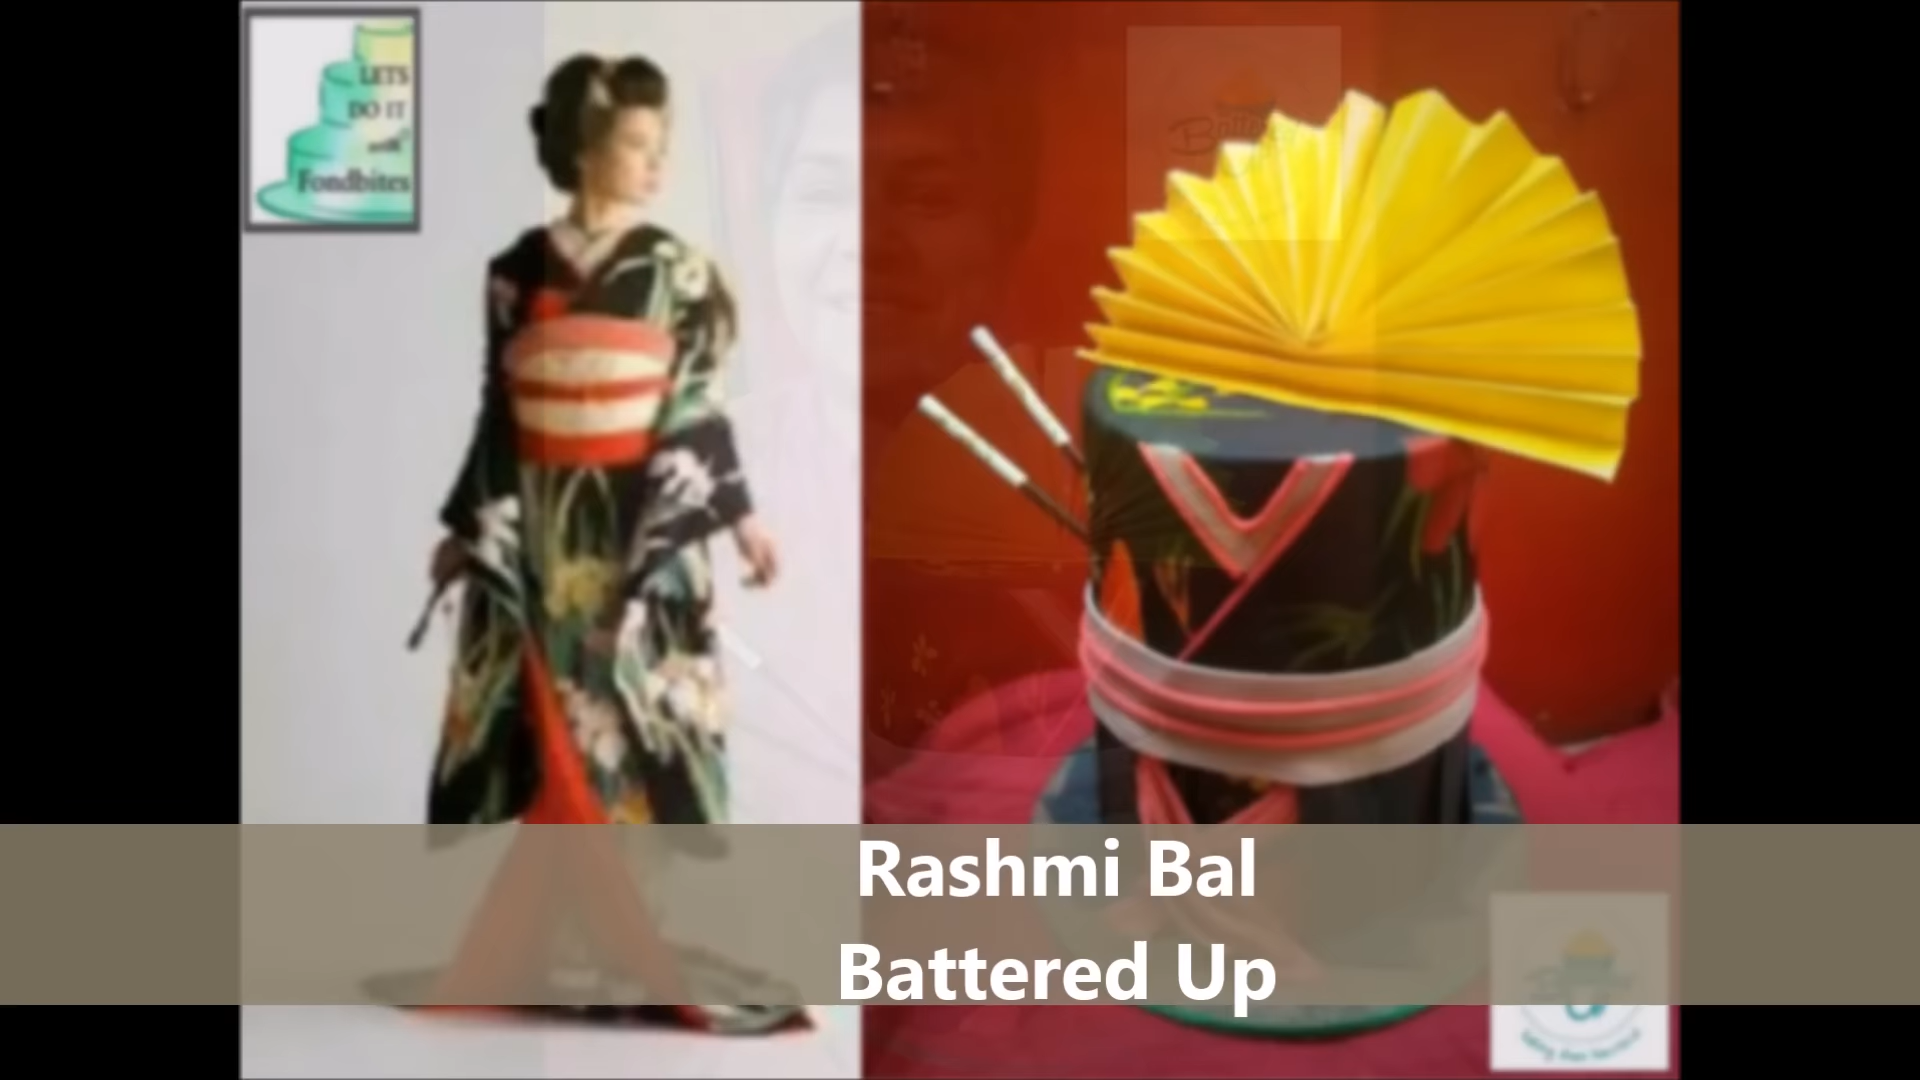 LETS
DO IT
with
Fondbites
Rashmi Bal
Battered Up